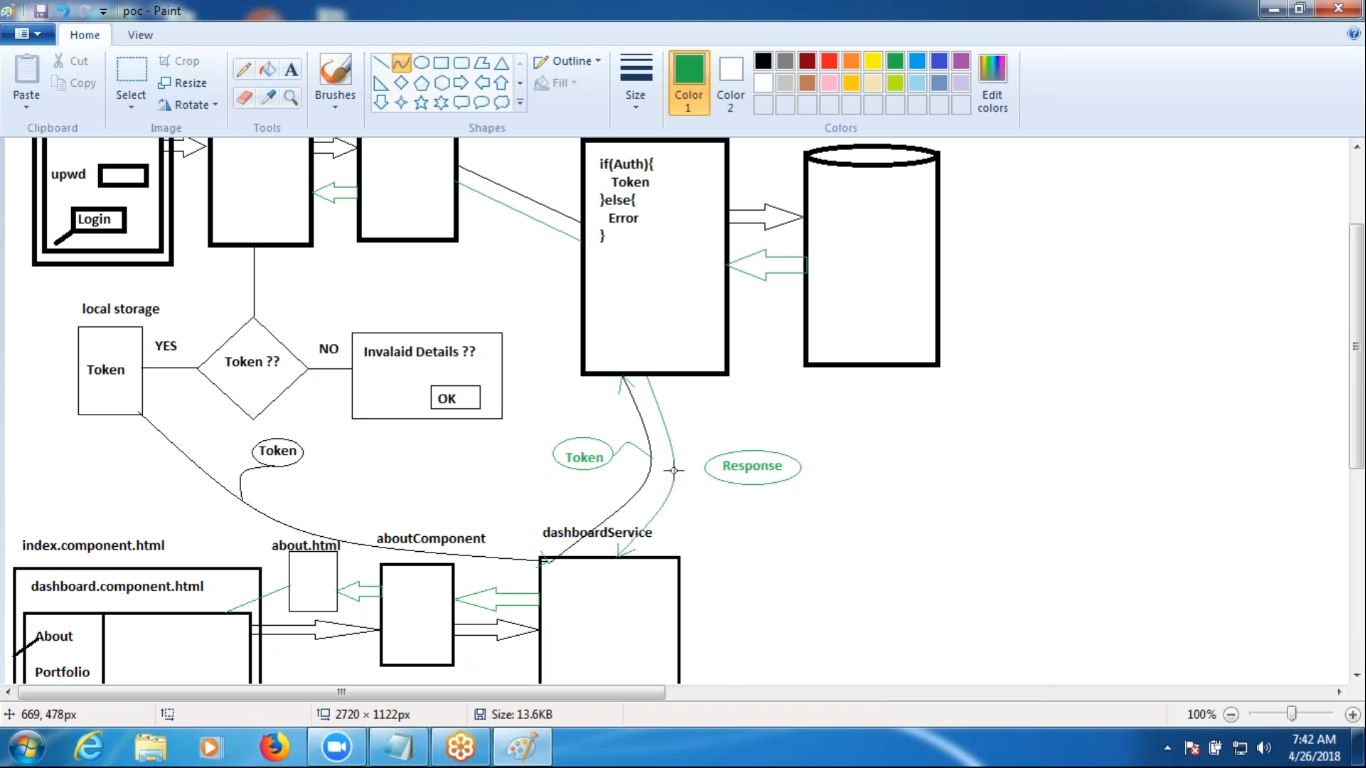 poc - Paint
Home
View
Paste
Cut
Copy
Clipboard
Select
Crop
Resize
Rotate
Image
Tools
Brushes
Shapes
Outline
Fill
Size
Color
1
Color
2
Edit
colors
Colors
upwd
Login
if(Auth){
Token
}else{
Error
}
local storage
Token
YES
Token ??
NO
Invalaid Details ??
OK
Token
Token
Response
index.component.html
about.html
aboutComponent
dashboardService
dashboard.component.html
About
Portfolio
669, 478px
2720 × 1122px
Size: 13.6KB
100%
7:42 AM
4/26/2018